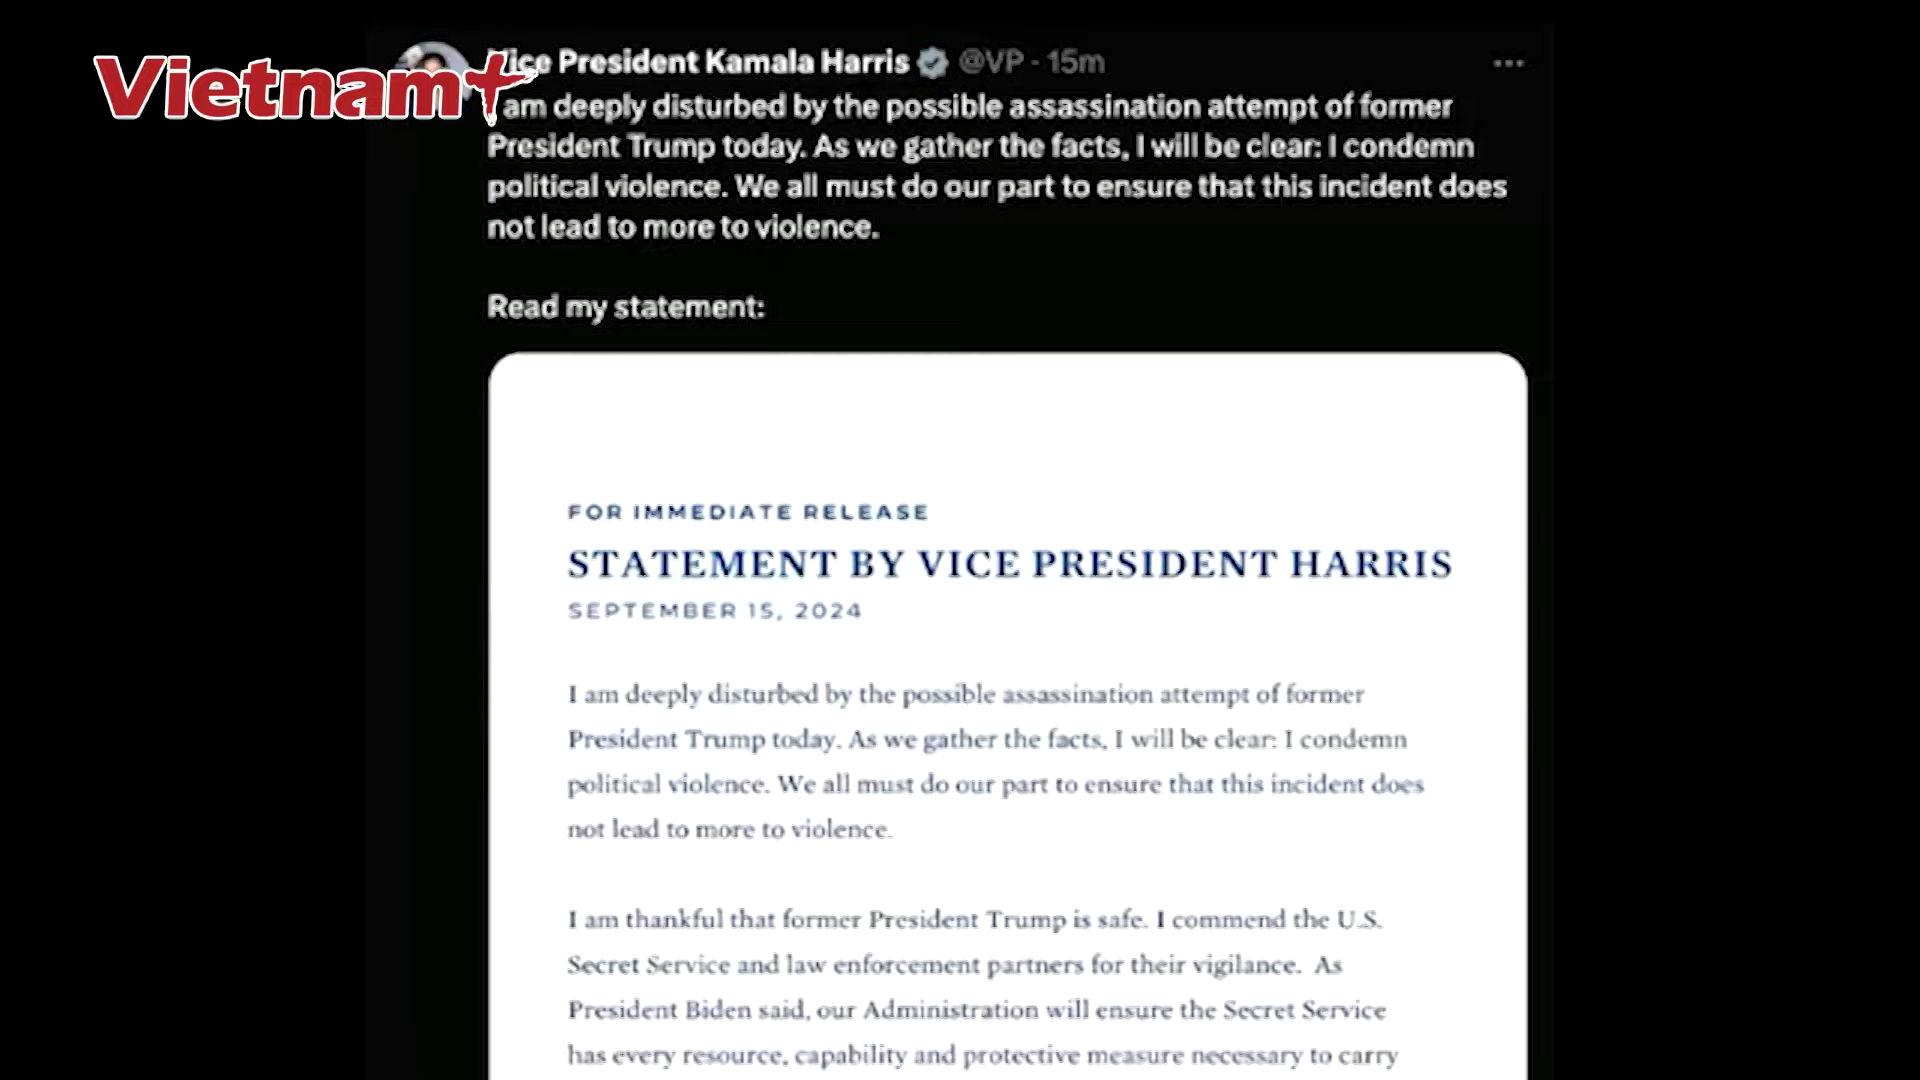 Vietnam+
Vice President Kamala Harris @VP · 15m
I am deeply disturbed by the possible assassination attempt of former
President Trump today. As we gather the facts, I will be clear: I condemn
political violence. We all must do our part to ensure that this incident does
not lead to more to violence.
Read my statement:
FOR IMMEDIATE RELEASE
STATEMENT BY VICE PRESIDENT HARRIS
SEPTEMBER 15, 2024
I am deeply disturbed by the possible assassination attempt of former
President Trump today. As we gather the facts, I will be clear: I condemn
political violence. We all must do our part to ensure that this incident does
not lead to more to violence.
I am thankful that former President Trump is safe. I commend the U.S.
Secret Service and law enforcement partners for their vigilance. As
President Biden said, our Administration will ensure the Secret Service
has every resource, capability and protective measure necessary to carry